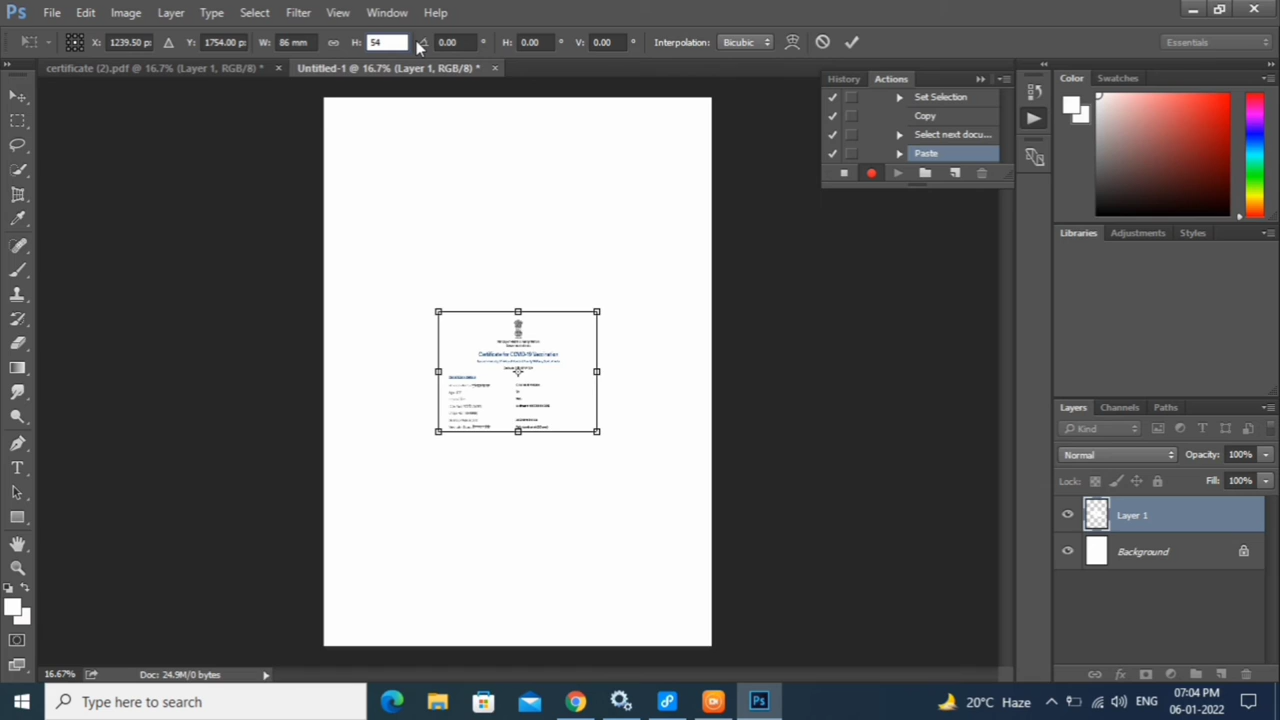 Ps File Edit Image Layer Type Select Filter View Window Help
X: 1239.50 p: Y: 1754.00 p: W: 86 mm H: 54 0.00 ° H: 0.00 ° V: 0.00 ° Interpolation: Bicubic Essentials
certificate (2).pdf @ 16.7% (Layer 1, RGB/8) * × Untitled-1 @ 16.7% (Layer 1, RGB/8) * ×
History Actions
Set Selection
Copy
Select next docu...
Paste
Color Swatches
Libraries Adjustments Styles
Certificate for COVID-19 Vaccination
Layers Channels Paths
Kind
Normal Opacity: 100%
Lock: Fill: 100%
Layer 1
Background
16.67% Doc: 24.9M/0 bytes
Type here to search
20°C Haze ENG 07:04 PM
06-01-2022